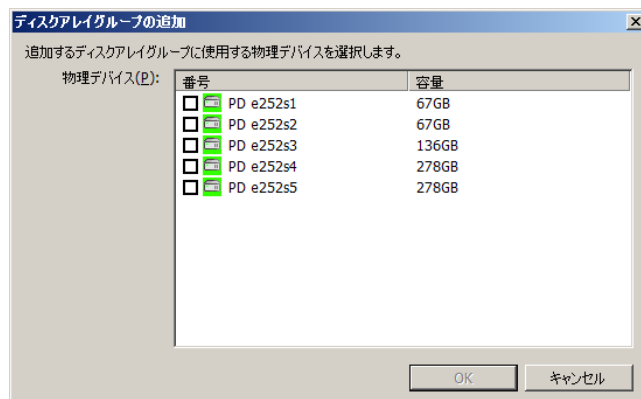 ディスクアレイグループの追加
追加するディスクアレイグループに使用する物理デバイスを選択します。
物理デバイス(P):
番号 容量
PD e252s1 67GB
PD e252s2 67GB
PD e252s3 136GB
PD e252s4 278GB
PD e252s5 278GB
OK キャンセル